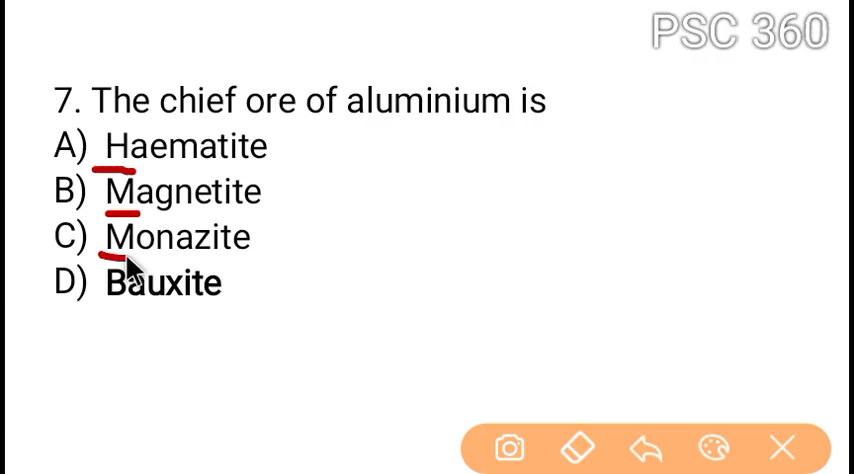 PSC 360
7. The chief ore of aluminium is
A) Haematite
B) Magnetite
C) Monazite
D) Bauxite